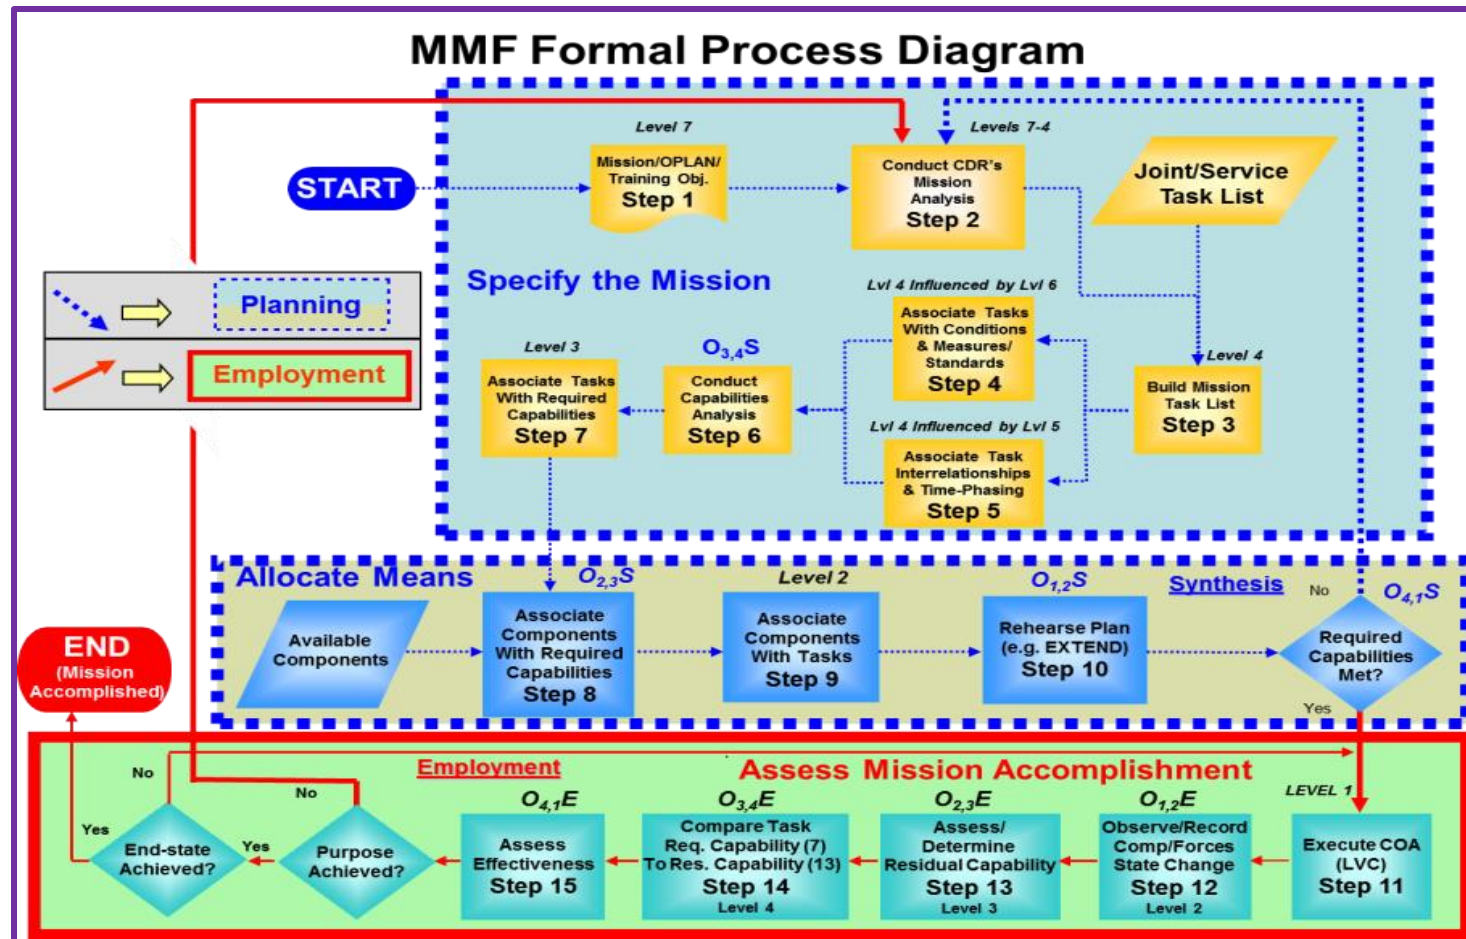 MMF Formal Process Diagram
Level 7
Levels 7-4
START
Mission/OPLAN/
Training Obj.
Step 1
Conduct CDR's
Mission
Analysis
Step 2
Joint/Service
Task List
Specify the Mission
Planning
Employment
Lvl 4 Influenced by Lvl 6
Associate Tasks
With Conditions
& Measures/
Standards
Step 4
Level 3
Associate Tasks
With Required
Capabilities
Step 7
O3,4S
Conduct
Capabilities
Analysis
Step 6
Level 4
Build Mission
Task List
Step 3
Lvl 4 Influenced by Lvl 5
Associate Task
Interrelationships
& Time-Phasing
Step 5
Allocate Means
O2,3S
Level 2
O1,2S
Synthesis
No
O4,1S
Available
Components
Associate
Components
With Required
Capabilities
Step 8
Associate
Components
With Tasks
Step 9
Rehearse Plan
(e.g. EXTEND)
Step 10
Required
Capabilities
Met?
Yes
END
(Mission
Accomplished)
No
Employment
Assess Mission Accomplishment
No
O4,1E
O3,4E
O2,3E
O1,2E
LEVEL 1
Yes
End-state
Achieved?
Yes
Purpose
Achieved?
Assess
Effectiveness
Step 15
Compare Task
Req. Capability (7)
To Res. Capability (13)
Step 14
Level 4
Assess/
Determine
Residual Capability
Step 13
Level 3
Observe/Record
Comp/Forces
State Change
Step 12
Level 2
Execute COA
(LVC)
Step 11